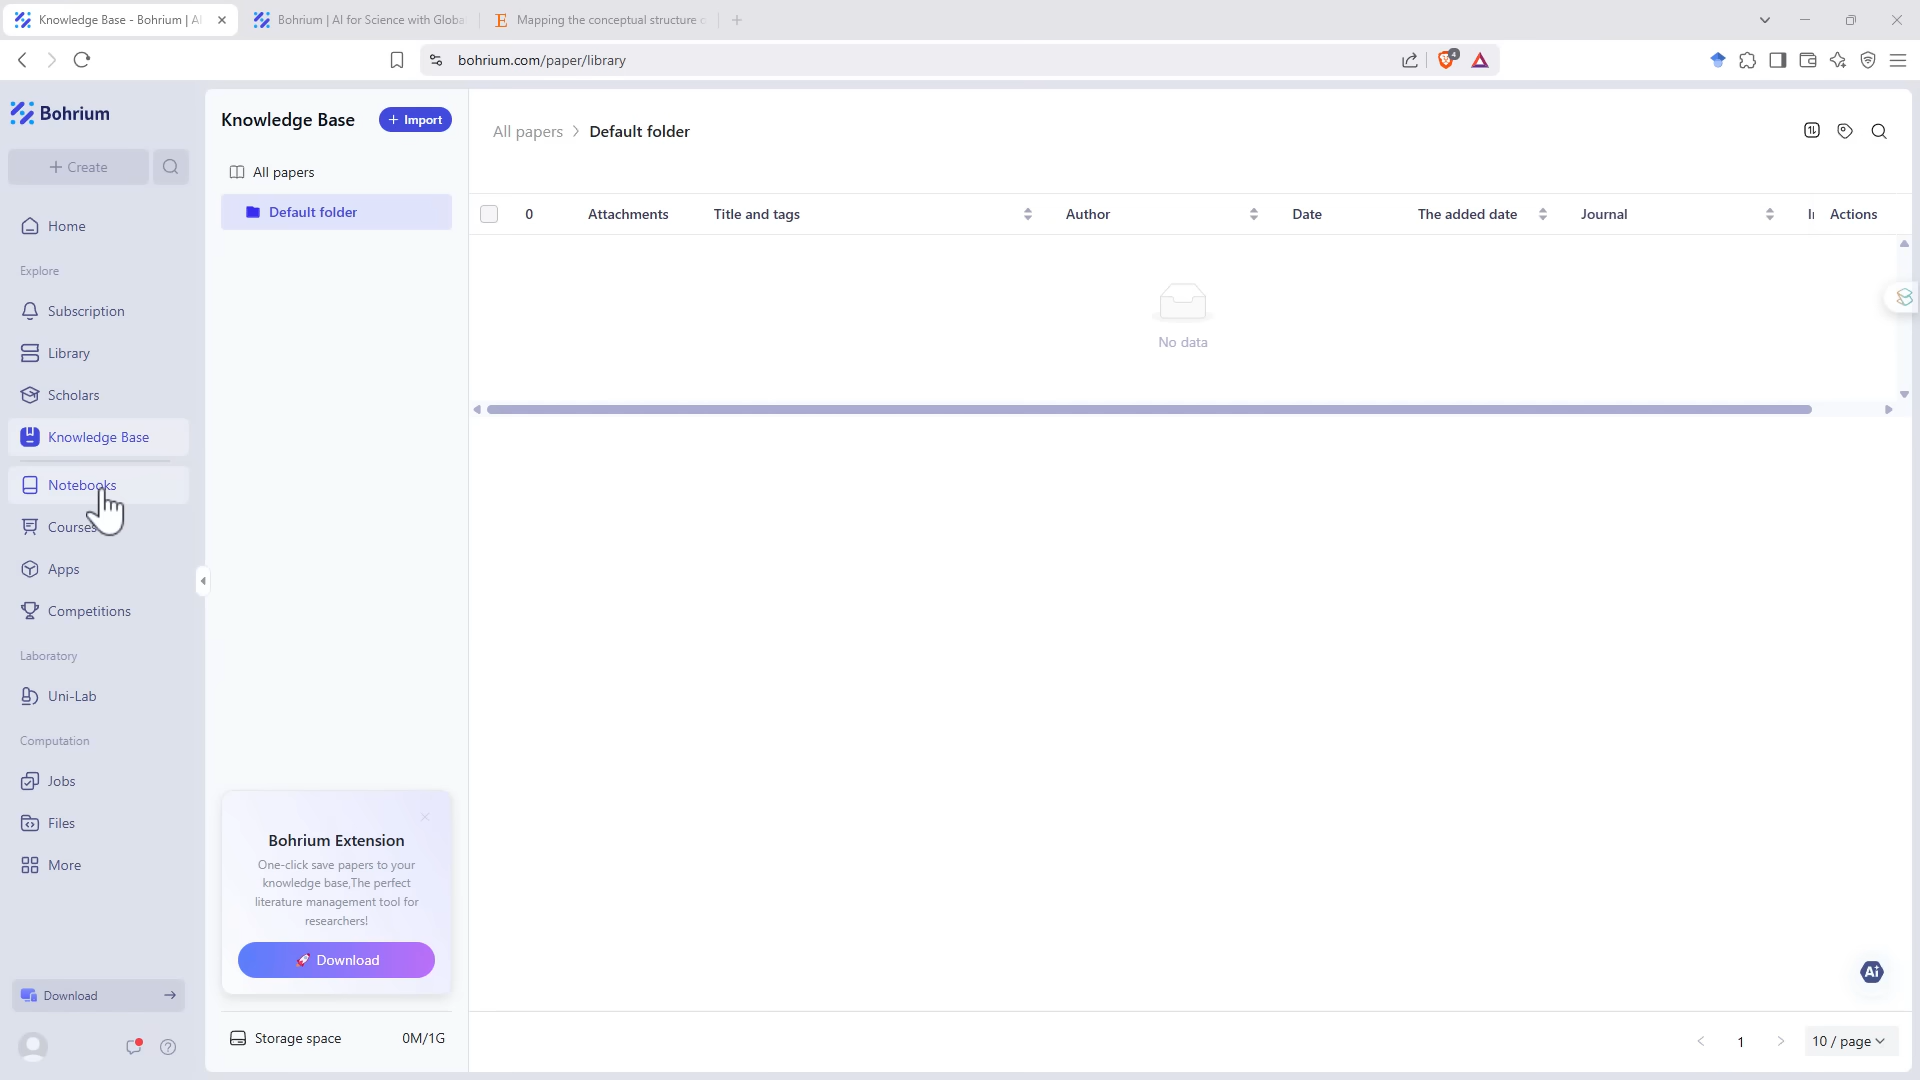 Knowledge Base - Bohrium | AI
Bohrium | AI for Science with Globa
Mapping the conceptual structure o
bohrium.com/paper/library
4
Bohrium
+ Create
Home
Explore
Subscription
Library
Scholars
Knowledge Base
Notebooks
Courses
Apps
Competitions
Laboratory
Uni-Lab
Computation
Jobs
Files
More
Download
Knowledge Base
+ Import
All papers
Default folder
Bohrium Extension
One-click save papers to your
knowledge base,The perfect
literature management tool for
researchers!
Download
Storage space 0M/1G
All papers > Default folder
0 Attachments Title and tags Author Date The added date Journal Actions
No data
Ai
1
10 / page